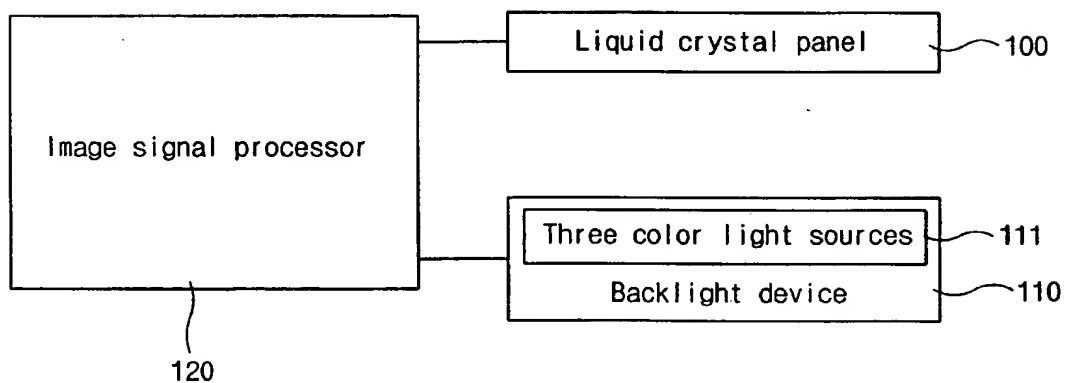 Liquid crystal panel
100
Image signal processor
Three color light sources
111
Backlight device
110
120